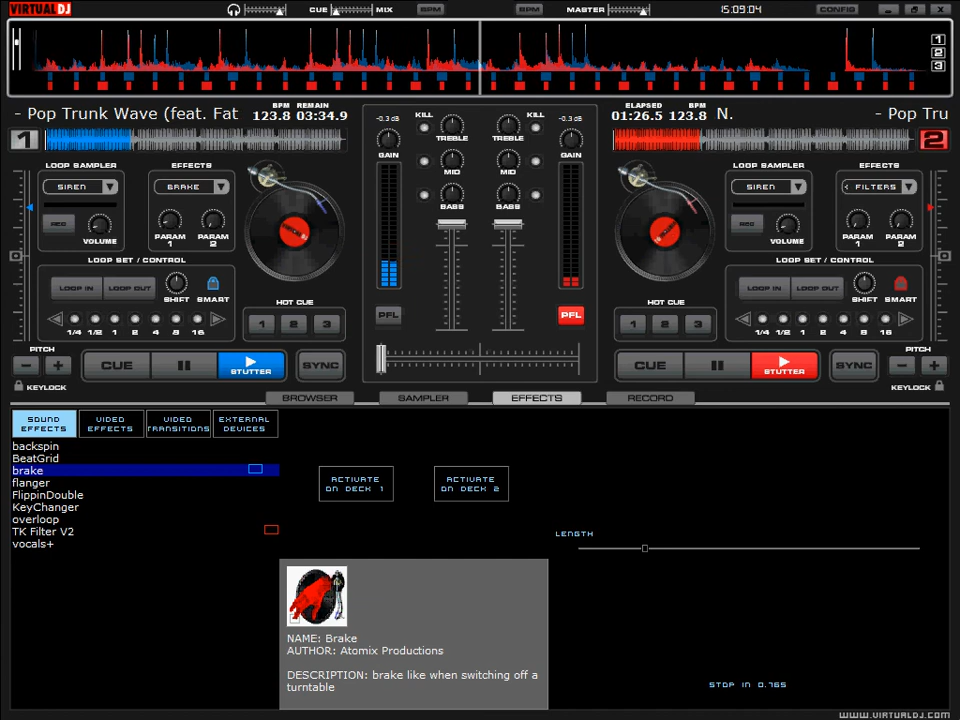 VIRTUAL DJ
CUE
MIX
BPM
BPM
MASTER
15:09:04
CONFIG
1
2
3
- Pop Trunk Wave (feat. Fat
BPM
123.8
REMAIN
03:34.9
ELAPSED
01:26.5
BPM
123.8
N.
- Pop Tru
1
2
-0.3 dB
GAIN
KILL
TREBLE
MID
BASS
KILL
TREBLE
MID
BASS
-0.3 dB
GAIN
LOOP SAMPLER
SIREN
REC
VOLUME
EFFECTS
BRAKE
PARAM 1
PARAM 2
LOOP SAMPLER
SIREN
REC
VOLUME
EFFECTS
< FILTERS
PARAM 1
PARAM 2
LOOP SET / CONTROL
LOOP IN
LOOP OUT
SHIFT
SMART
1/4 1/2 1 2 4 8 16
HOT CUE
1 2 3
PFL
PFL
HOT CUE
1 2 3
LOOP SET / CONTROL
LOOP IN
LOOP OUT
SHIFT
SMART
1/4 1/2 1 2 4 8 16
PITCH
- +
KEYLOCK
CUE
STUTTER
SYNC
CUE
STUTTER
SYNC
PITCH
- +
KEYLOCK
BROWSER
SAMPLER
EFFECTS
RECORD
SOUND
EFFECTS
VIDEO
EFFECTS
VIDEO
TRANSITIONS
EXTERNAL
DEVICES
backspin
BeatGrid
brake
flanger
FlippinDouble
KeyChanger
overloop
TK Filter V2
vocals+
ACTIVATE
ON DECK 1
ACTIVATE
ON DECK 2
LENGTH
NAME: Brake
AUTHOR: Atomix Productions
DESCRIPTION: brake like when switching off a
turntable
STOP IN 0.76S
WWW.VIRTUALDJ.COM